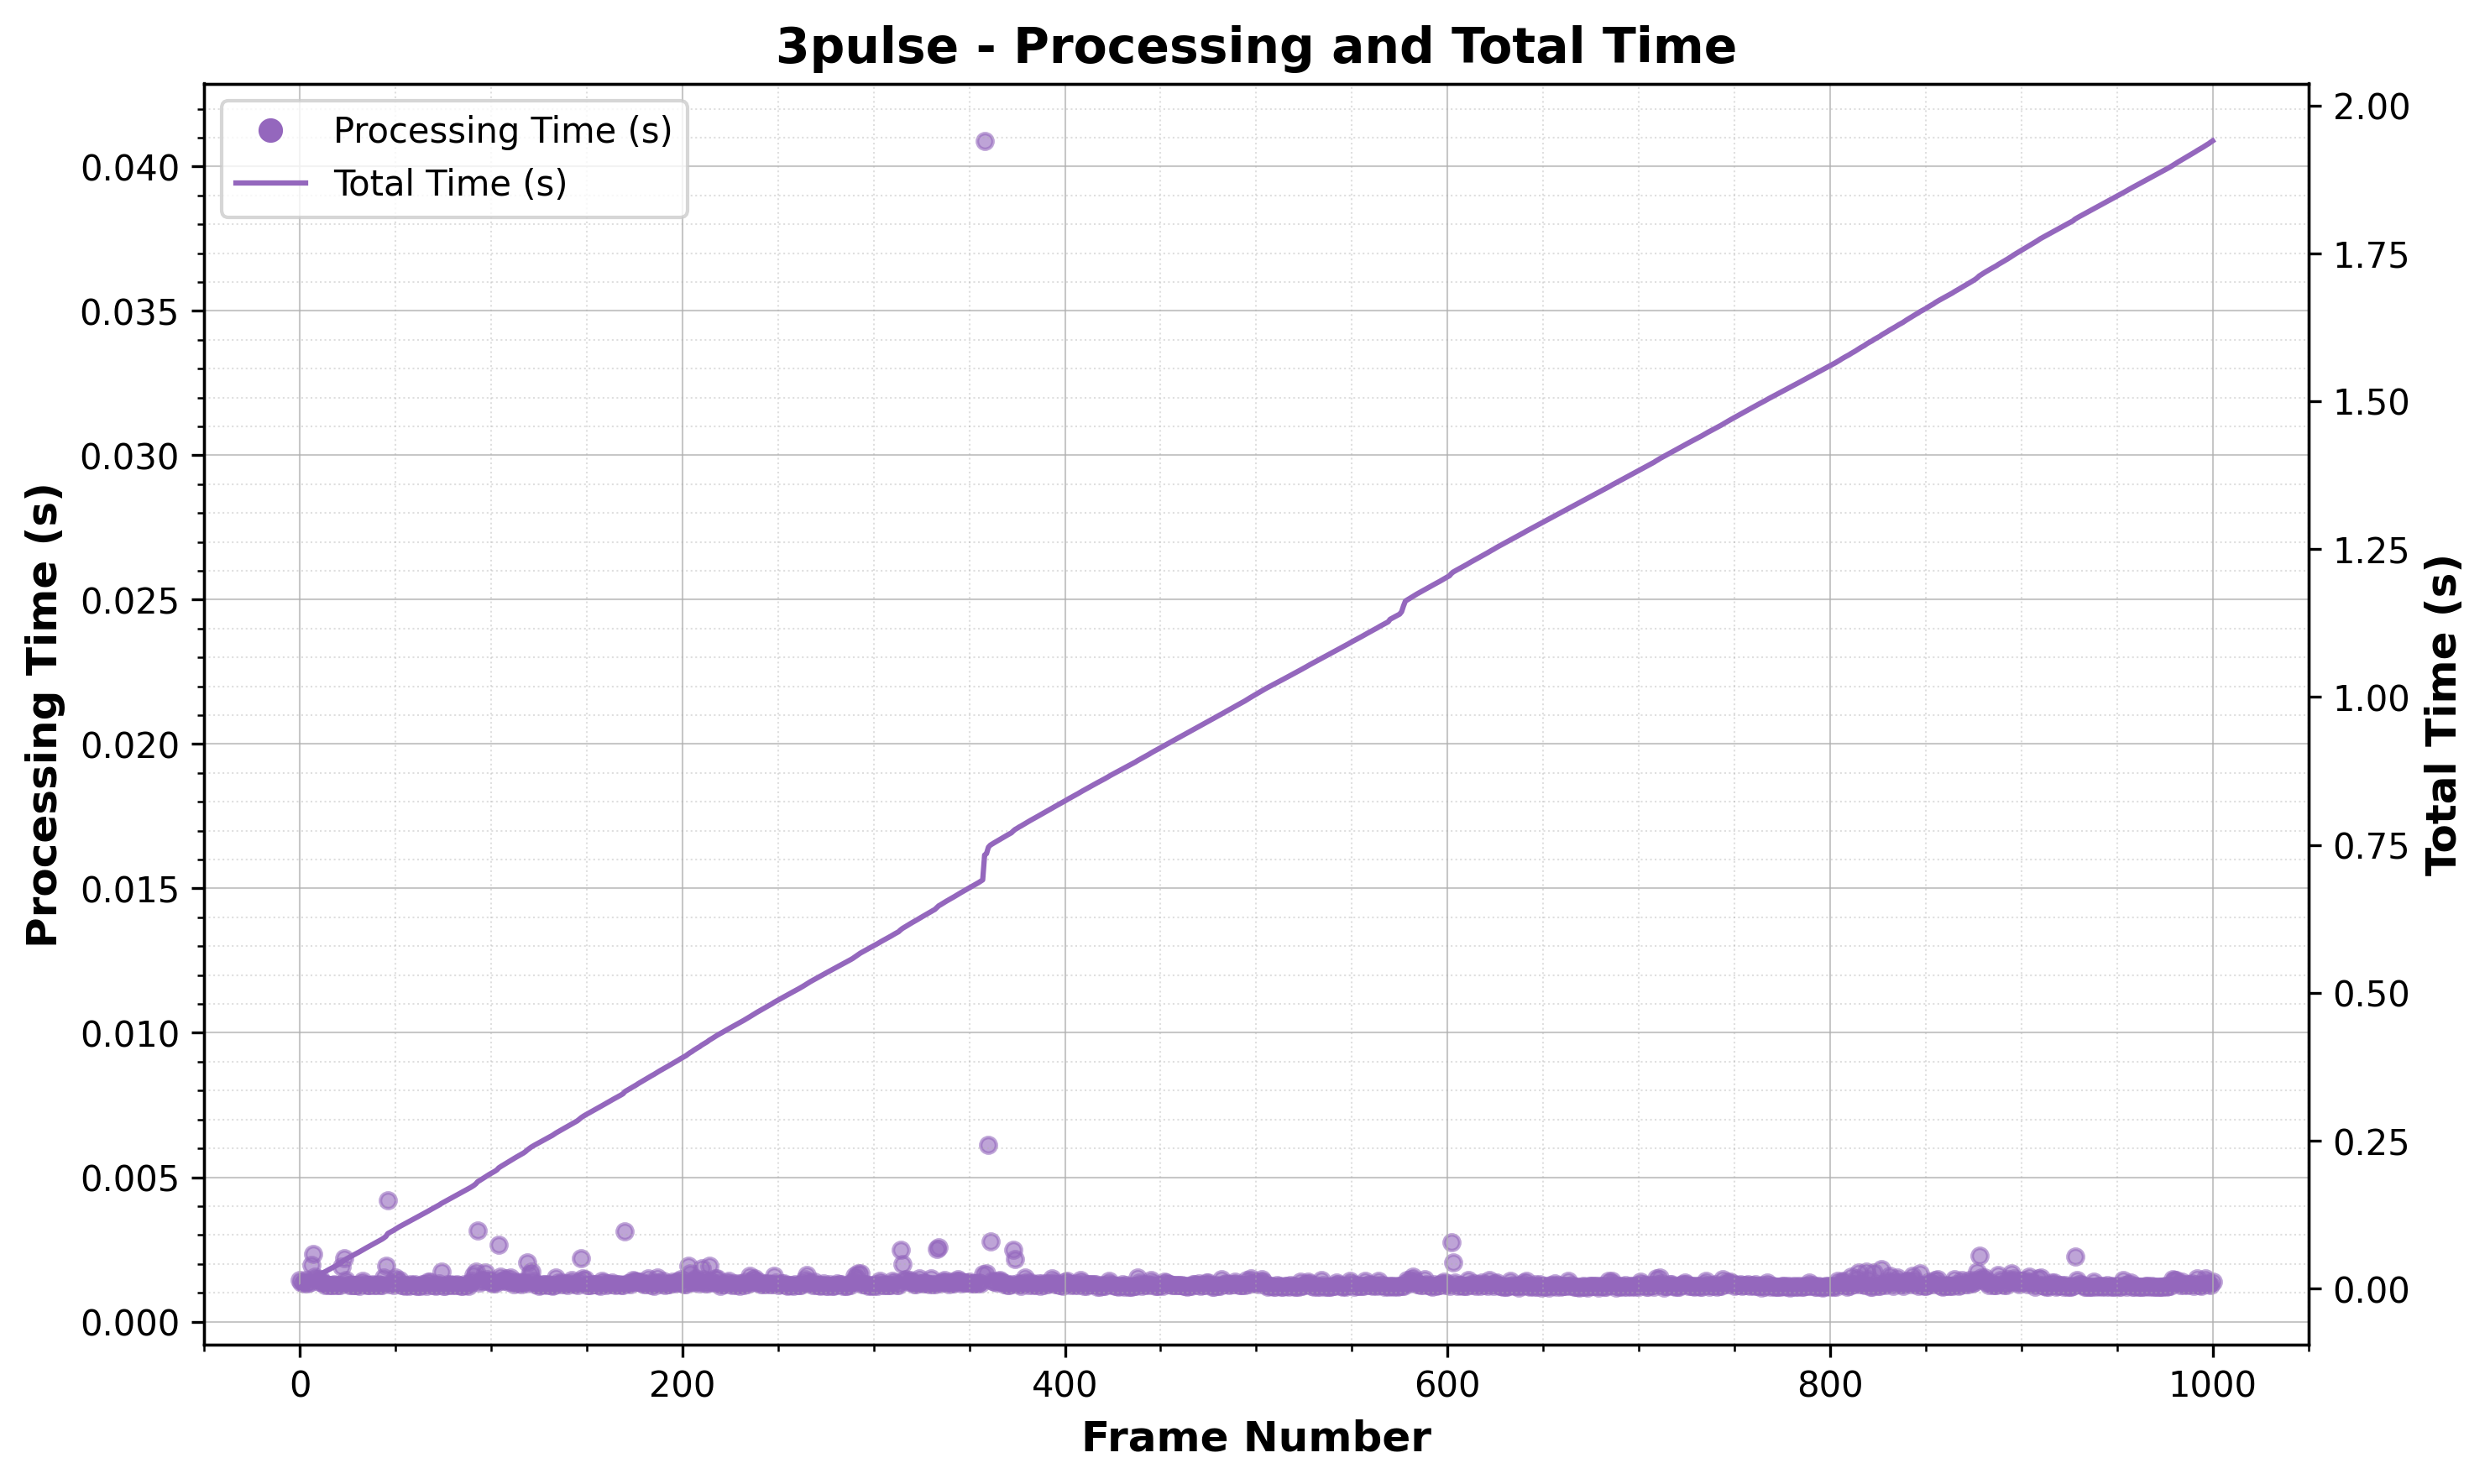 3pulse - Processing and Total Time
Processing Time (s)
Total Time (s)
0.040
0.035
0.030
0.025
0.020
0.015
0.010
0.005
0.000
Processing Time (s)
2.00
1.75
1.50
1.25
1.00
0.75
0.50
0.25
0.00
Total Time (s)
0 200 400 600 800 1000
Frame Number